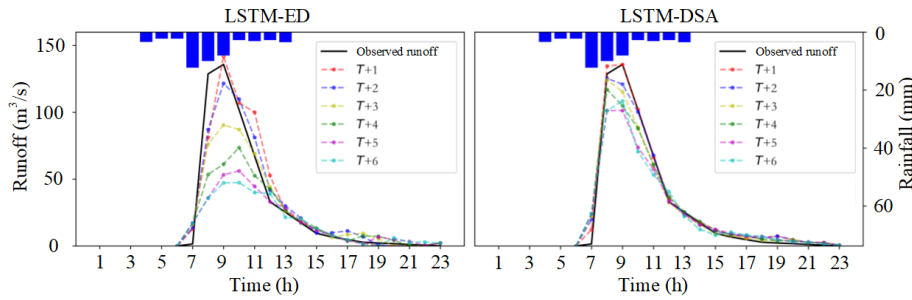 LSTM-ED
LSTM-DSA
Runoff (m³/s)
150
100
50
0
Observed runoff
T+1
T+2
T+3
T+4
T+5
T+6
1 3 5 7 9 11 13 15 17 19 21 23
Time (h)
Observed runoff
T+1
T+2
T+3
T+4
T+5
T+6
1 3 5 7 9 11 13 15 17 19 21 23
Time (h)
0
20
40
60
Rainfall (mm)